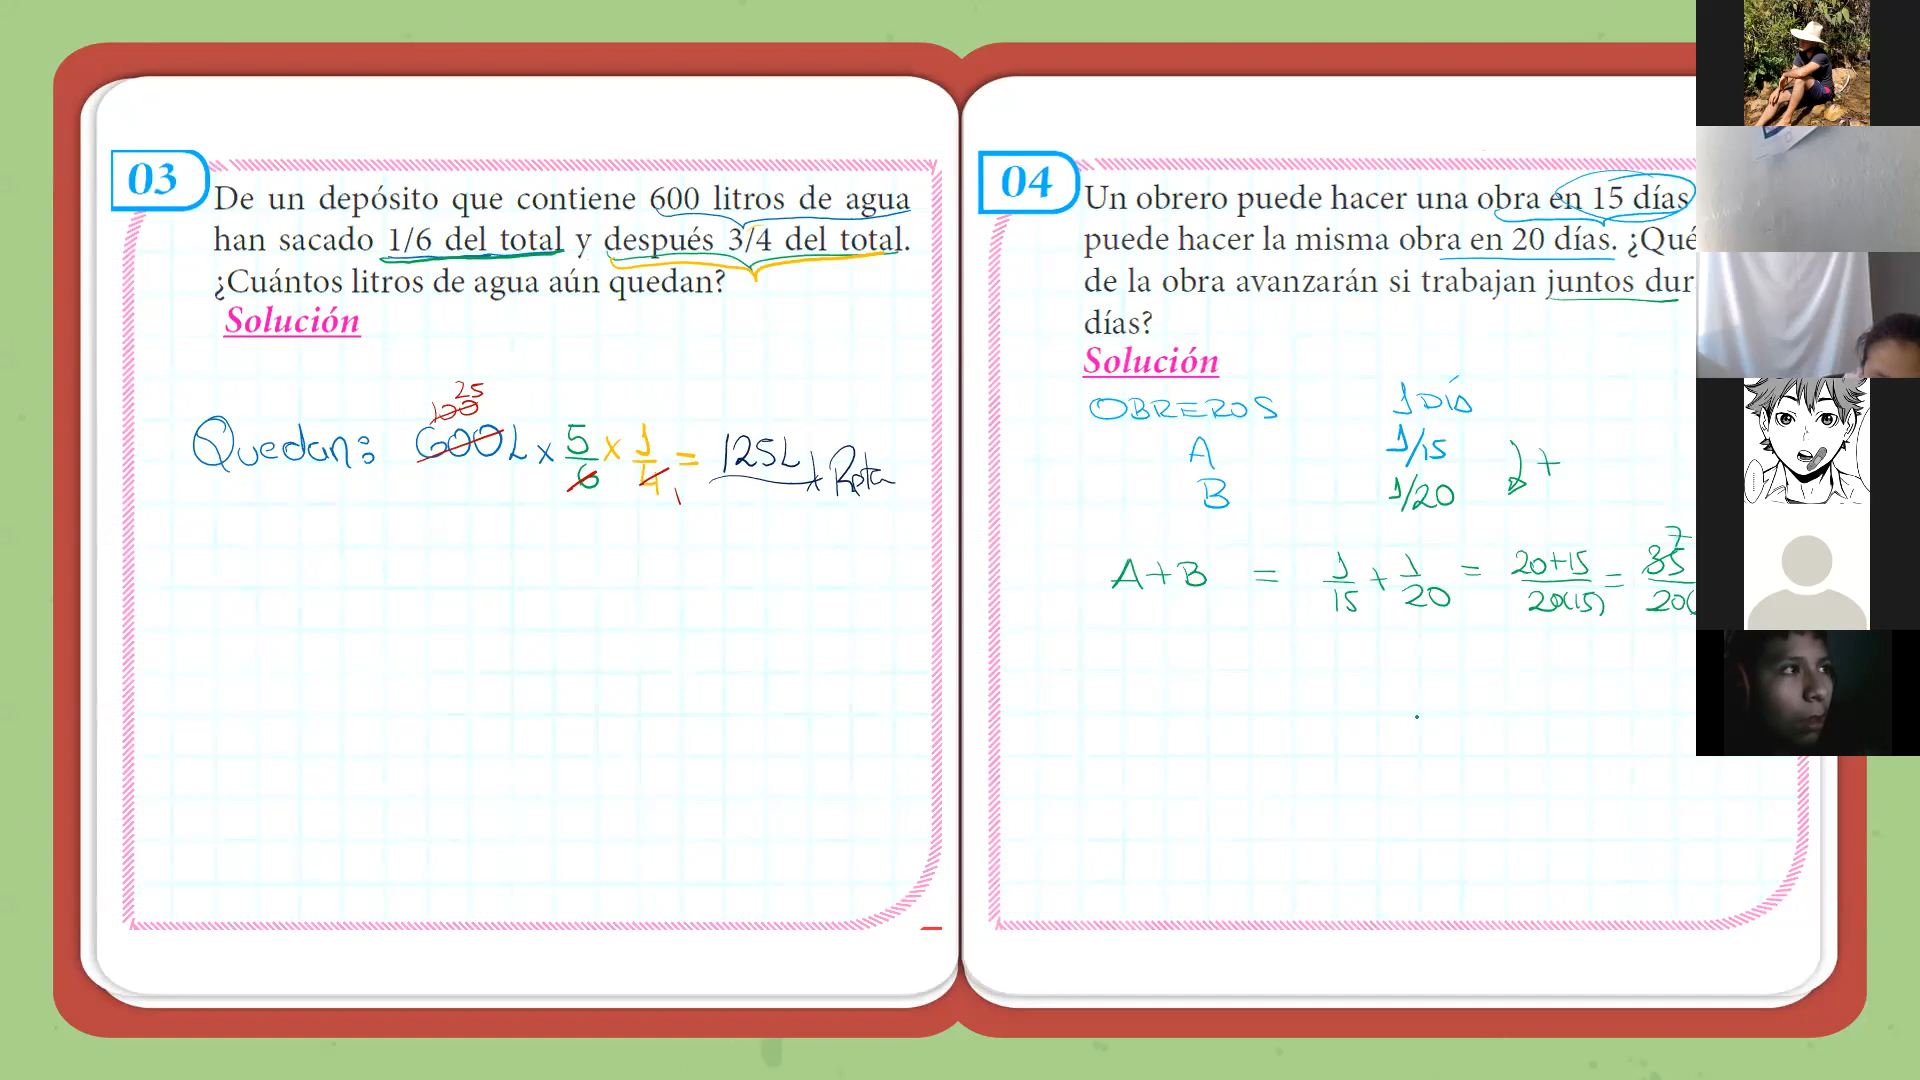 03
De un depósito que contiene 600 litros de agua
han sacado 1/6 del total y después 3/4 del total.
¿Cuántos litros de agua aún quedan?
Solución
25
100
Quedan: 600L x 5/6 x 1/4 = 125L Rpta
1
04
Un obrero puede hacer una obra en 15 días
puede hacer la misma obra en 20 días. ¿Qué
de la obra avanzarán si trabajan juntos dur
días?
Solución
OBREROS 1 DÍA
A 1/15
B 1/20 +
A+B = 1/15 + 1/20 = 20+15/20(15) = 35/20(
7